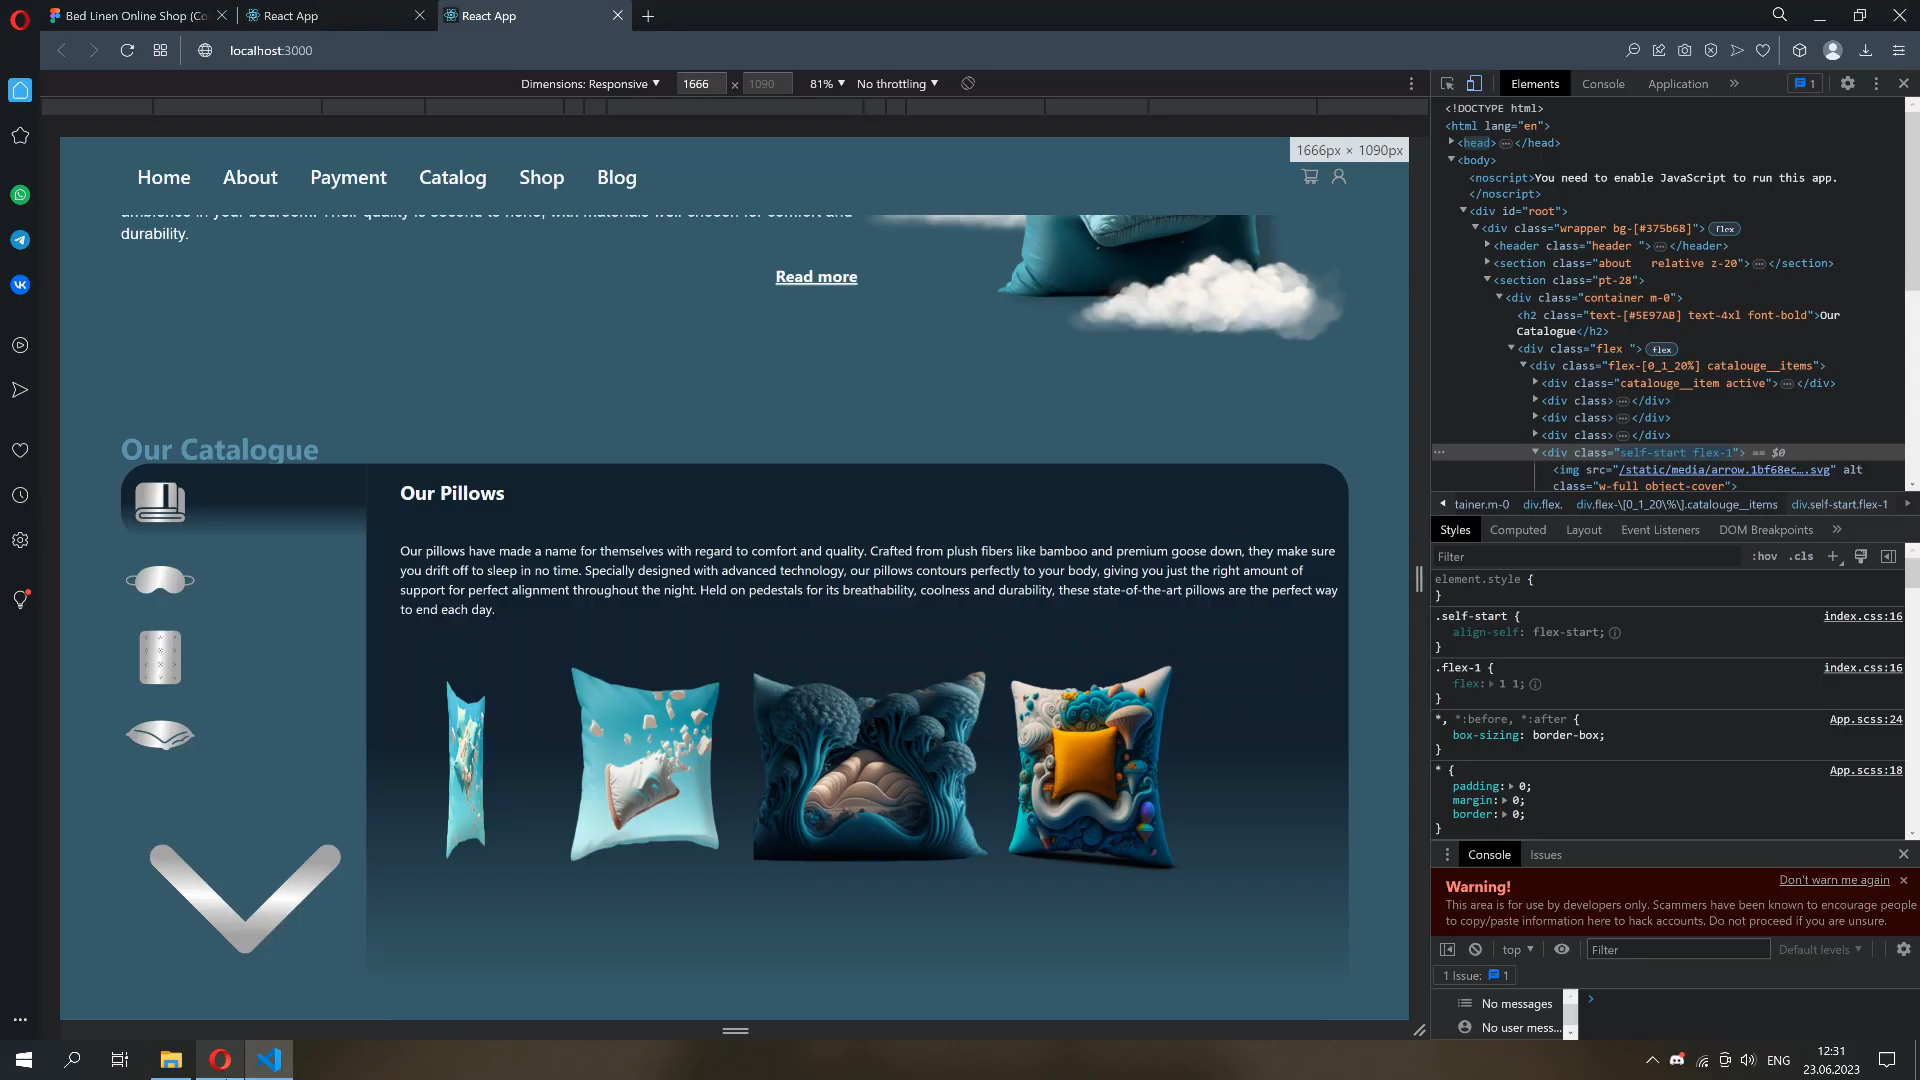 Bed Linen Online Shop (Co
React App
React App
localhost:3000
Dimensions: Responsive
1666
×
1090
81%
No throttling
Elements
Console
Application
1
1666px × 1090px
Home
About
Payment
Catalog
Shop
Blog
durability.
Read more
Our Catalogue
Our Pillows
Our pillows have made a name for themselves with regard to comfort and quality. Crafted from plush fibers like bamboo and premium goose down, they make sure
you drift off to sleep in no time. Specially designed with advanced technology, our pillows contours perfectly to your body, giving you just the right amount of
support for perfect alignment throughout the night. Held on pedestals for its breathability, coolness and durability, these state-of-the-art pillows are the perfect way
to end each day.
<!DOCTYPE html>
<html lang="en">
<head>…</head>
<body>
<noscript>You need to enable JavaScript to run this app.
</noscript>
<div id="root">
<div class="wrapper bg-[#375b68]"> flex
<header class="header ">…</header>
<section class="about   relative z-20">…</section>
<section class="pt-28">
<div class="container m-0">
<h2 class="text-[#5E97AB] text-4xl font-bold">Our
Catalogue</h2>
<div class="flex "> flex
<div class="flex-[0_1_20%] catalouge__items">
<div class="catalouge__item active">…</div>
<div class>…</div>
<div class>…</div>
<div class>…</div>
<div class="self-start flex-1"> == $0
<img src="/static/media/arrow.1bf68ec….svg" alt
class="w-full object-cover">
tainer.m-0
div.flex.
div.flex-\[0_1_20\%\].catalouge__items
div.self-start.flex-1
Styles
Computed
Layout
Event Listeners
DOM Breakpoints
Filter
:hov
.cls
element.style {
}
.self-start {
index.css:16
align-self: flex-start;
}
.flex-1 {
index.css:16
flex: 1 1;
}
*, *:before, *:after {
App.scss:24
box-sizing: border-box;
}
* {
App.scss:18
padding: 0;
margin: 0;
border: 0;
}
Console
Issues
Warning!
Don't warn me again
This area is for use by developers only. Scammers have been known to encourage people
to copy/paste information here to hack accounts. Do not proceed if you are unsure.
top
Filter
Default levels
1 Issue:
1
No messages
No user mess...
ENG
12:31
23.06.2023